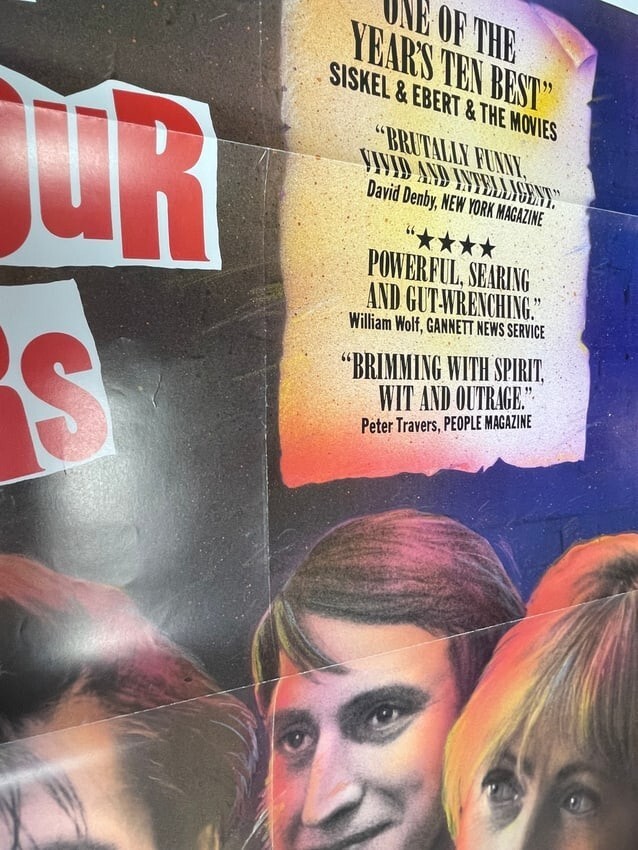 OUR
RS
ONE OF THE
YEAR'S TEN BEST”
SISKEL & EBERT & THE MOVIES
“BRUTALLY FUNNY,
VIVID AND INTELLIGENT.”
David Denby, NEW YORK MAGAZINE
“★★★★
POWERFUL, SEARING
AND GUT-WRENCHING.”
William Wolf, GANNETT NEWS SERVICE
“BRIMMING WITH SPIRIT,
WIT AND OUTRAGE.”
Peter Travers, PEOPLE MAGAZINE